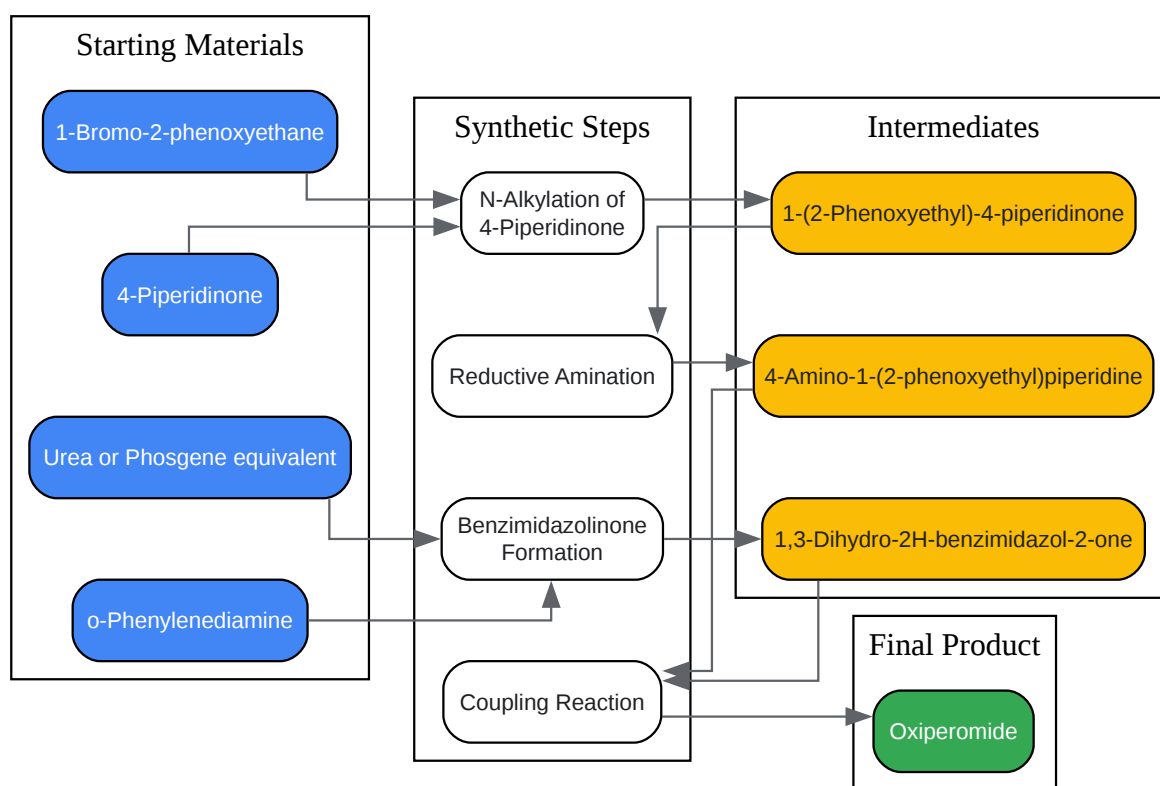 Starting Materials
1-Bromo-2-phenoxyethane
4-Piperidinone
Urea or Phosgene equivalent
o-Phenylenediamine
Synthetic Steps
N-Alkylation of
4-Piperidinone
Reductive Amination
Benzimidazolinone
Formation
Coupling Reaction
Intermediates
1-(2-Phenoxyethyl)-4-piperidinone
4-Amino-1-(2-phenoxyethyl)piperidine
1,3-Dihydro-2H-benzimidazol-2-one
Final Product
Oxiperomide